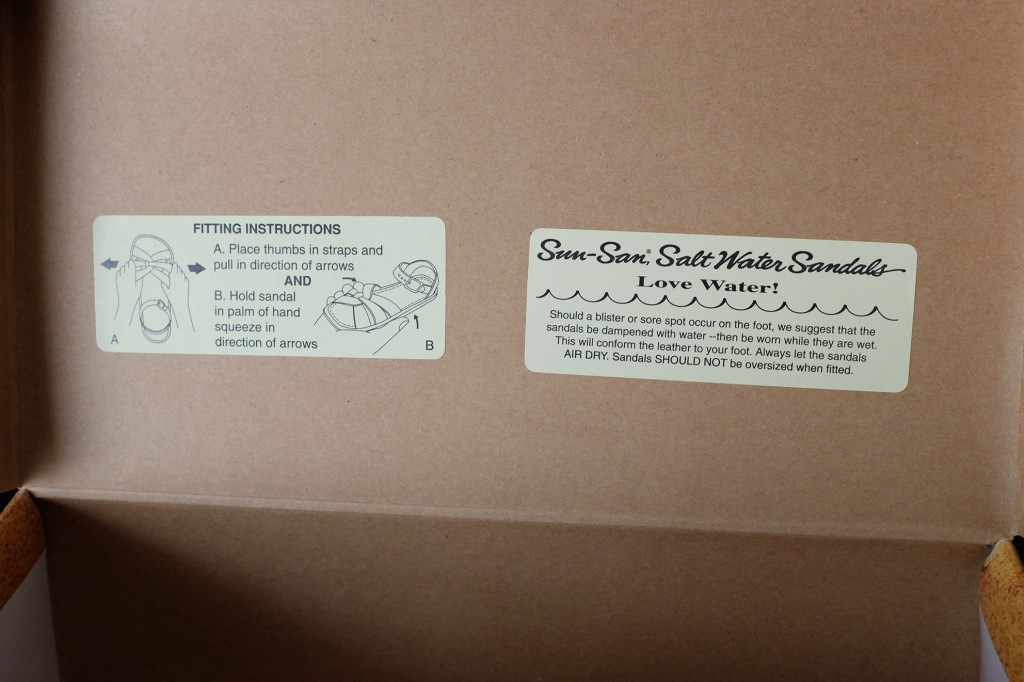 FITTING INSTRUCTIONS
A. Place thumbs in straps and
pull in direction of arrows
AND
B. Hold sandal
in palm of hand
squeeze in
direction of arrows
A
B
Sun-San® Salt Water Sandals
Love Water!
Should a blister or sore spot occur on the foot, we suggest that the
sandals be dampened with water --then be worn while they are wet.
This will conform the leather to your foot. Always let the sandals
AIR DRY. Sandals SHOULD NOT be oversized when fitted.